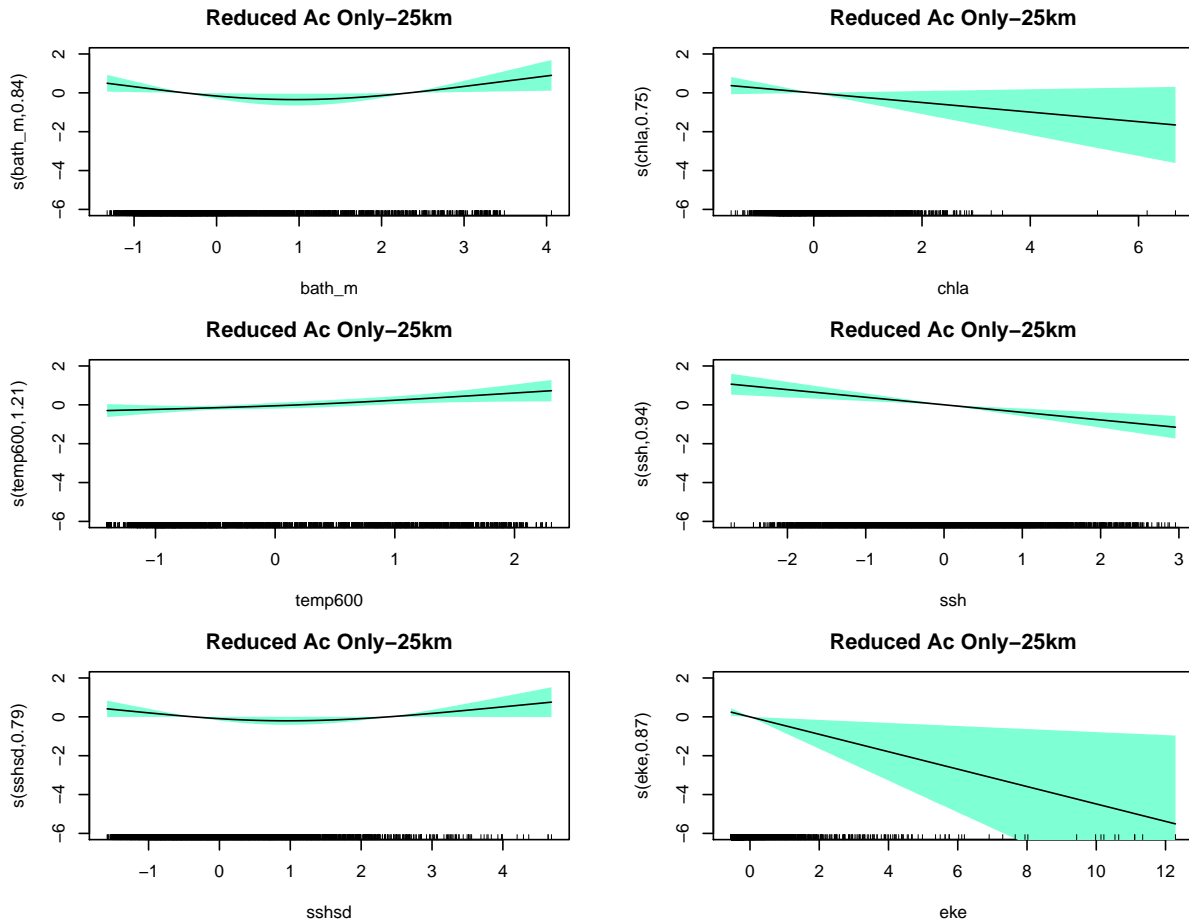 Reduced Ac Only−25km
s(bath_m,0.84)
2
0
−2
−4
−6
−1 0 1 2 3 4
bath_m
Reduced Ac Only−25km
s(chla,0.75)
2
0
−2
−4
−6
0 2 4 6
chla
Reduced Ac Only−25km
s(temp600,1.21)
2
0
−2
−4
−6
−1 0 1 2
temp600
Reduced Ac Only−25km
s(ssh,0.94)
2
0
−2
−4
−6
−2 −1 0 1 2 3
ssh
Reduced Ac Only−25km
s(sshsd,0.79)
2
0
−2
−4
−6
−1 0 1 2 3 4
sshsd
Reduced Ac Only−25km
s(eke,0.87)
2
0
−2
−4
−6
0 2 4 6 8 10 12
eke